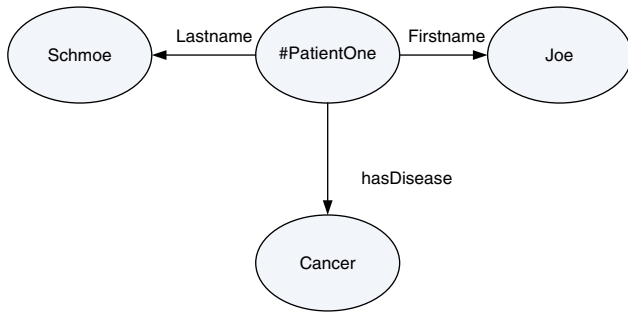 Lastname
Firstname
Schmoe
#PatientOne
Joe
hasDisease
Cancer